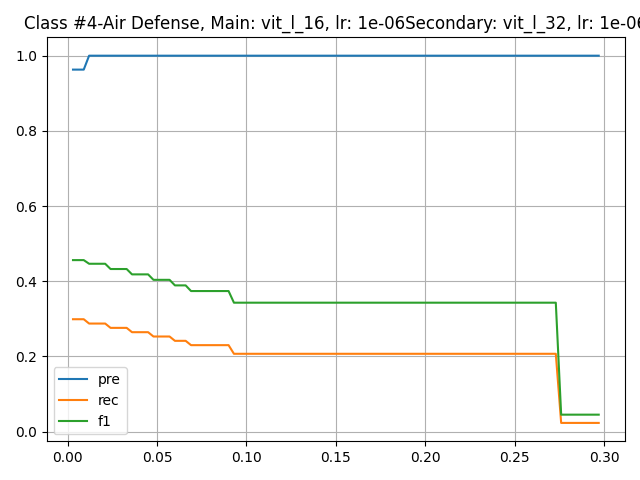 Class #4-Air Defense, Main: vit_l_16, lr: 1e-06Secondary: vit_l_32, lr: 1e-06
1.0
0.8
0.6
0.4
0.2
0.0
pre
rec
f1
0.00 0.05 0.10 0.15 0.20 0.25 0.30